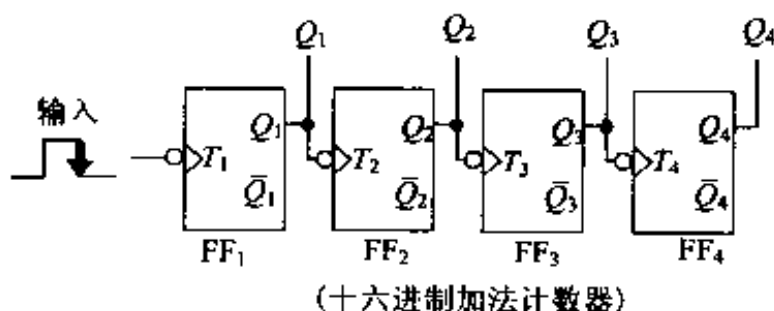 Q₁ Q₂ Q₃ Q₄
输入
T₁ Q₁ T₂ Q₂ T₃ Q₃ T₄ Q₄
Q̄₁ Q̄₂ Q̄₃ Q̄₄
FF₁ FF₂ FF₃ FF₄
(十六进制加法计数器)